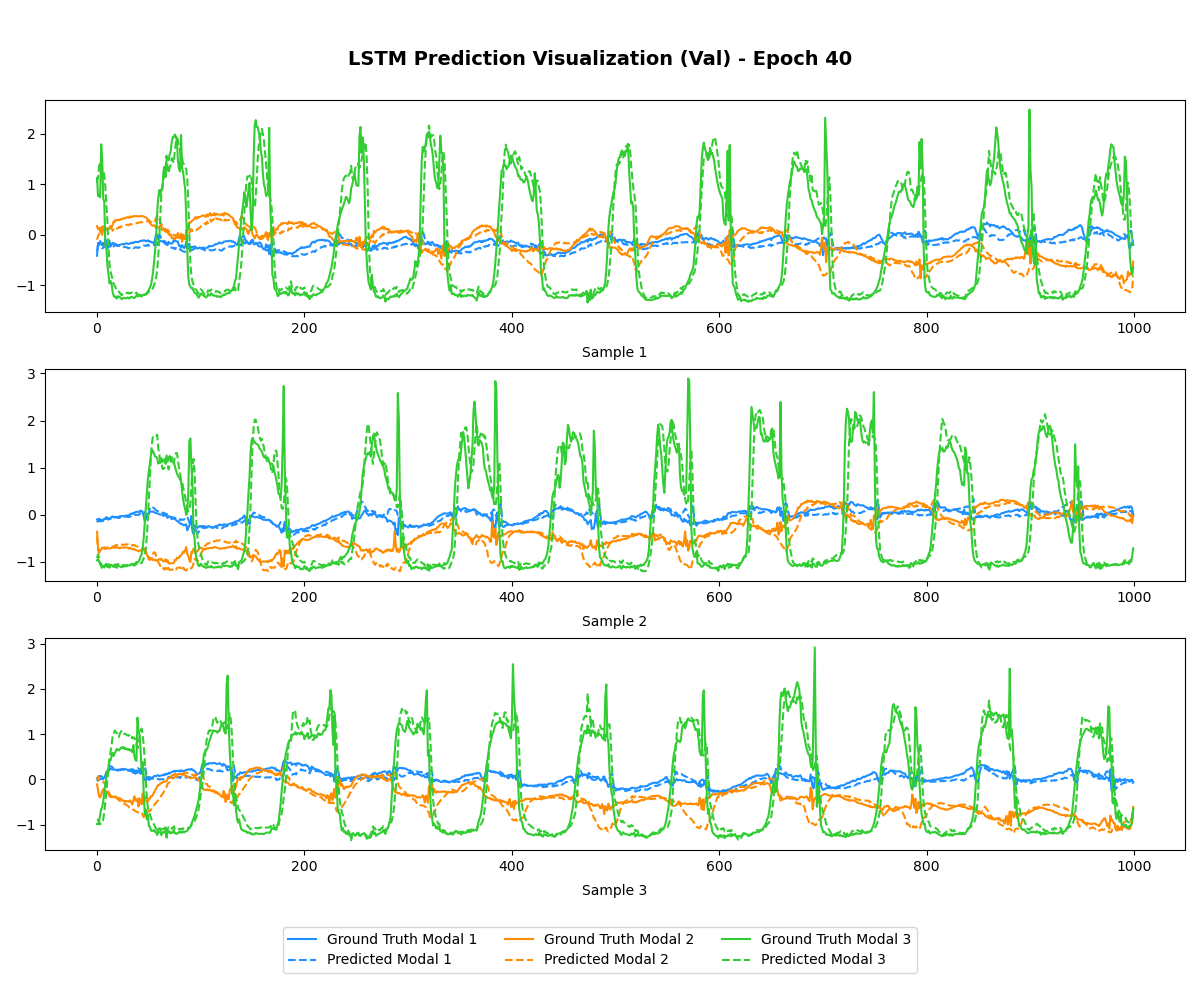 LSTM Prediction Visualization (Val) - Epoch 40
2
1
0
−1
0 200 400 600 800 1000
Sample 1
3
2
1
0
−1
0 200 400 600 800 1000
Sample 2
3
2
1
0
−1
0 200 400 600 800 1000
Sample 3
Ground Truth Modal 1 Ground Truth Modal 2 Ground Truth Modal 3
Predicted Modal 1 Predicted Modal 2 Predicted Modal 3